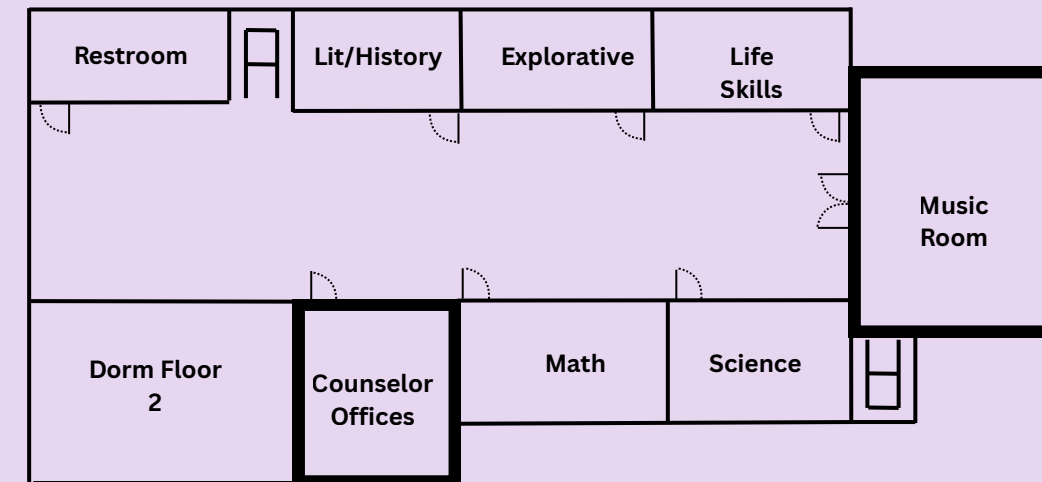 Restroom
Lit/History
Explorative
Life
Skills
Music
Room
Dorm Floor
2
Counselor
Offices
Math
Science